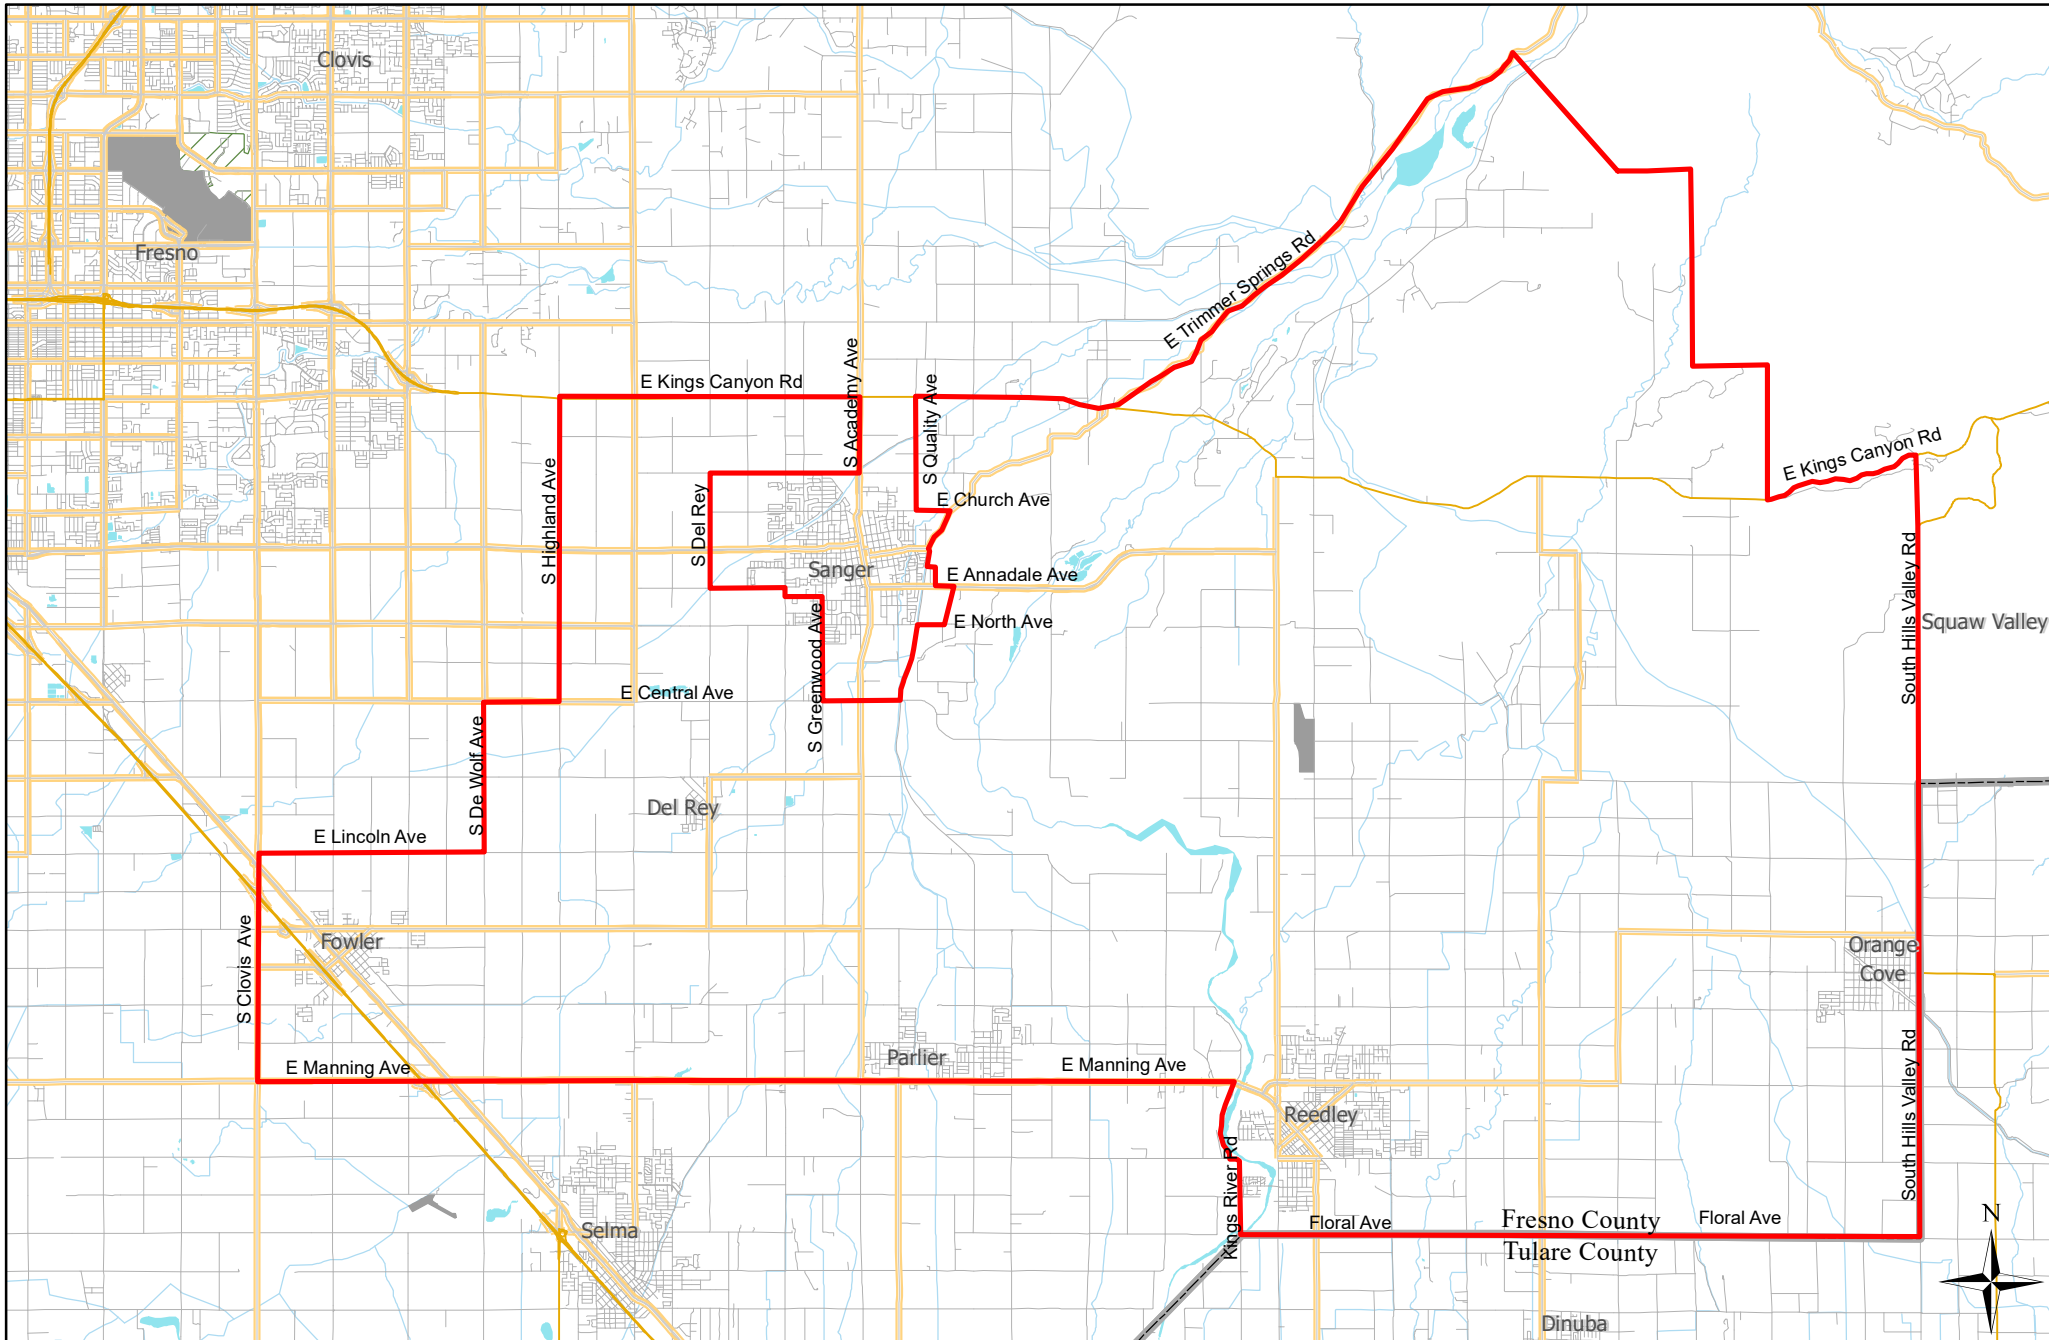 Clovis
Fresno
E Trimmer Springs Rd
E Kings Canyon Rd
S Academy Ave
S Quality Ave
E Kings Canyon Rd
S Highland Ave
S Del Rey
E Church Ave
Sanger
E Annadale Ave
S Greenwood Ave
E North Ave
South Hills Valley Rd
Squaw Valley
E Central Ave
S De Wolf Ave
Del Rey
E Lincoln Ave
S Clovis Ave
Fowler
Orange
Cove
E Manning Ave
Parlier
E Manning Ave
Reedley
South Hills Valley Rd
Kings River Rd
Selma
Floral Ave
Fresno County
Floral Ave
Tulare County
N
Dinuba